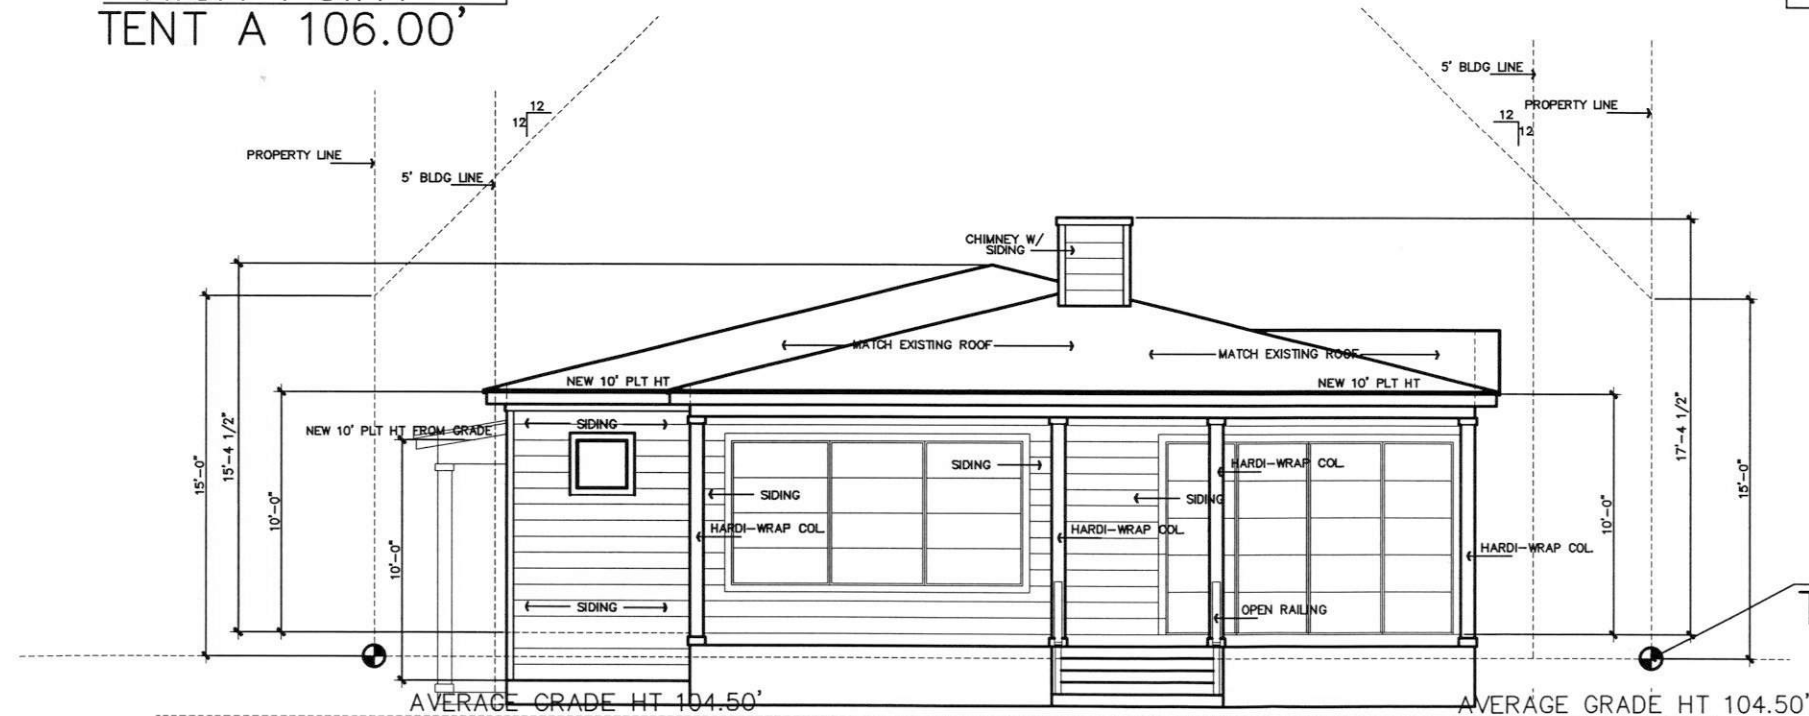 TENT A 106.00'
5' BLDG LINE
12
12
PROPERTY LINE
12
12
PROPERTY LINE
5' BLDG LINE
CHIMNEY W/
SIDING
MATCH EXISTING ROOF
MATCH EXISTING ROOF
NEW 10' PLT HT
NEW 10' PLT HT
NEW 10' PLT HT FROM GRADE
SIDING
15'-0"
15'-4 1/2"
10'-0"
10'-0"
SIDING
SIDING
HARDI-WRAP COL.
SIDING
HARDI-WRAP COL.
HARDI-WRAP COL.
HARDI-WRAP COL.
10'-0"
17'-4 1/2"
15'-0"
SIDING
OPEN RAILING
AVERAGE GRADE HT 104.50'
AVERAGE GRADE HT 104.50'